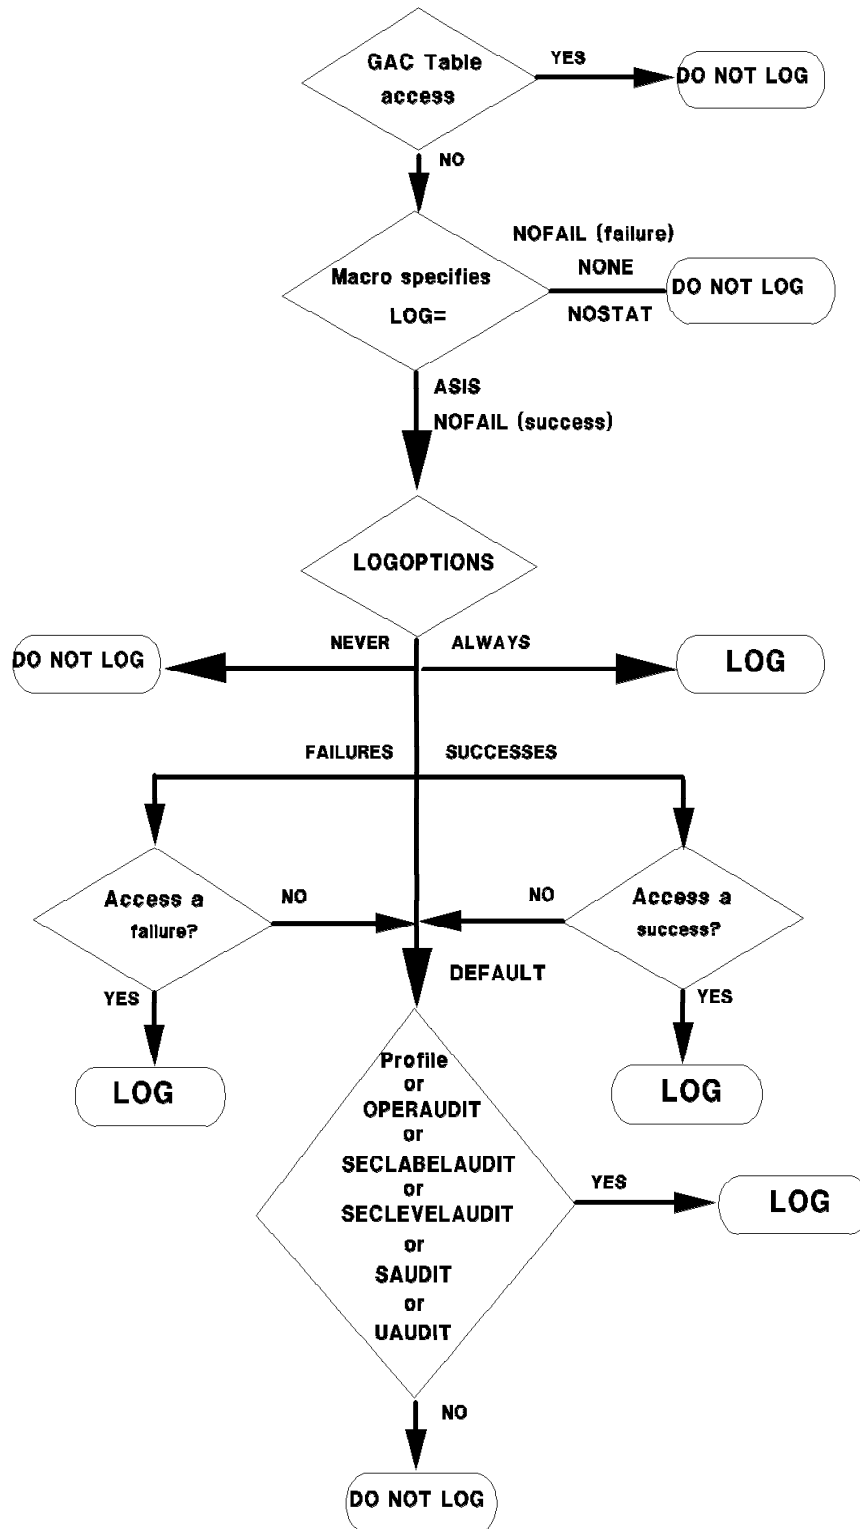 GAC Table
access
YES
DO NOT LOG
NO
Macro specifies
LOG=
NOFAIL (failure)
NONE
NOSTAT
DO NOT LOG
ASIS
NOFAIL (success)
LOGOPTIONS
NEVER
ALWAYS
DO NOT LOG
LOG
FAILURES
SUCCESSES
Access a
failure?
NO
NO
Access a
success?
YES
DEFAULT
YES
LOG
LOG
Profile
or
OPERAUDIT
or
SECLABELAUDIT
or
SECLEVELAUDIT
or
SAUDIT
or
UAUDIT
YES
LOG
NO
DO NOT LOG